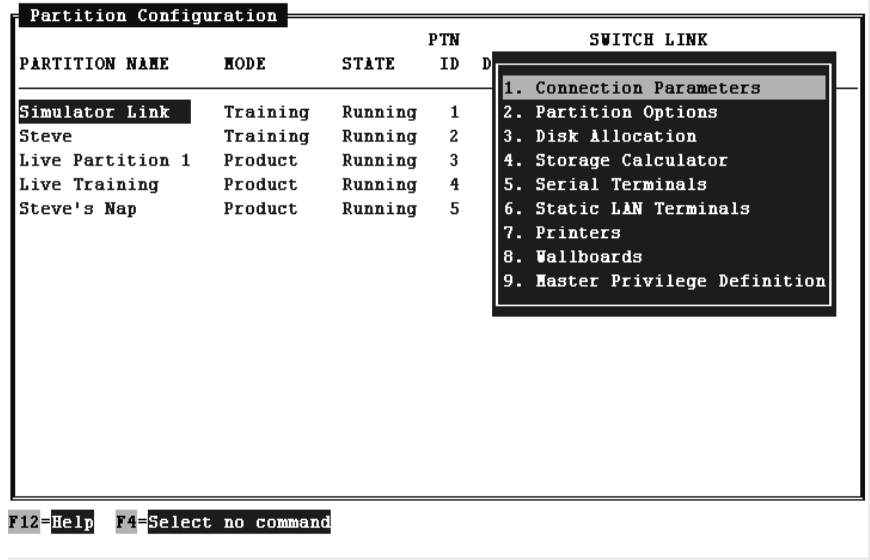 Partition Configuration
PTN SWITCH LINK
PARTITION NAME MODE STATE ID D
1. Connection Parameters
Simulator Link Training Running 1 2. Partition Options
Steve Training Running 2 3. Disk Allocation
Live Partition 1 Product Running 3 4. Storage Calculator
Live Training Product Running 4 5. Serial Terminals
Steve's Nap Product Running 5 6. Static LAN Terminals
7. Printers
8. Wallboards
9. Master Privilege Definition
F12=Help F4=Select no command